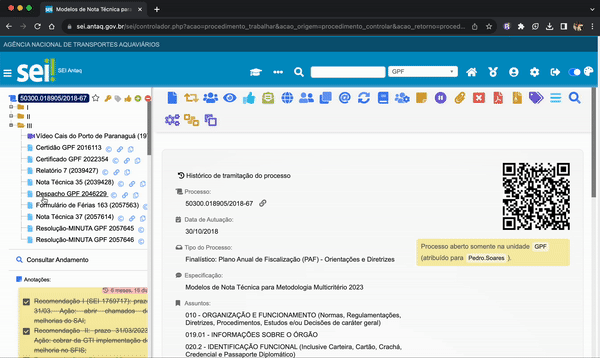 Modelos de Nota Técnica para
sei.antaq.gov.br/sei/controlador.php?acao=procedimento_trabalhar&acao_origem=procedimento_controlar&acao_retorno=proced...
AGÊNCIA NACIONAL DE TRANSPORTES AQUAVIÁRIOS
sei! SEI Antaq
GPF
50300.018905/2018-67
I
II
III
Vídeo Cais do Porto de Paranaguá (19
Certidão GPF 2016113
Certificado GPF 2022354
Relatório 7 (2039427)
Nota Técnica 35 (2039428)
Despacho GPF 2046229
Formulário de Férias 163 (2057563)
Nota Técnica 37 (2057614)
Resolução-MINUTA GPF 2057645
Resolução-MINUTA GPF 2057646
Consultar Andamento
Anotações:
6 meses, 16 di
Recomendação I (SEI 1769717): prazo
31/03. Ação: abrir chamados de
melhorias do SAI;
Recomendação II: prazo 31/03/2023
Ação: cobrar da GTI implementação da
melhoria no SFIS;
Histórico de tramitação do processo
Processo:
50300.018905/2018-67
Data de Autuação:
30/10/2018
Tipo do Processo:
Finalístico: Plano Anual de Fiscalização (PAF) - Orientações e Diretrizes
Especificação:
Modelos de Nota Técnica para Metodologia Multicritério 2023
Assuntos:
010 - ORGANIZAÇÃO E FUNCIONAMENTO (Normas, Regulamentações,
Diretrizes, Procedimentos, Estudos e/ou Decisões de caráter geral)
019.01 - INFORMAÇÕES SOBRE O ÓRGÃO
020.2 - IDENTIFICAÇÃO FUNCIONAL (Inclusive Carteira, Cartão, Crachá,
Credencial e Passaporte Diplomático)
Processo aberto somente na unidade GPF
(atribuído para Pedro.Soares ).